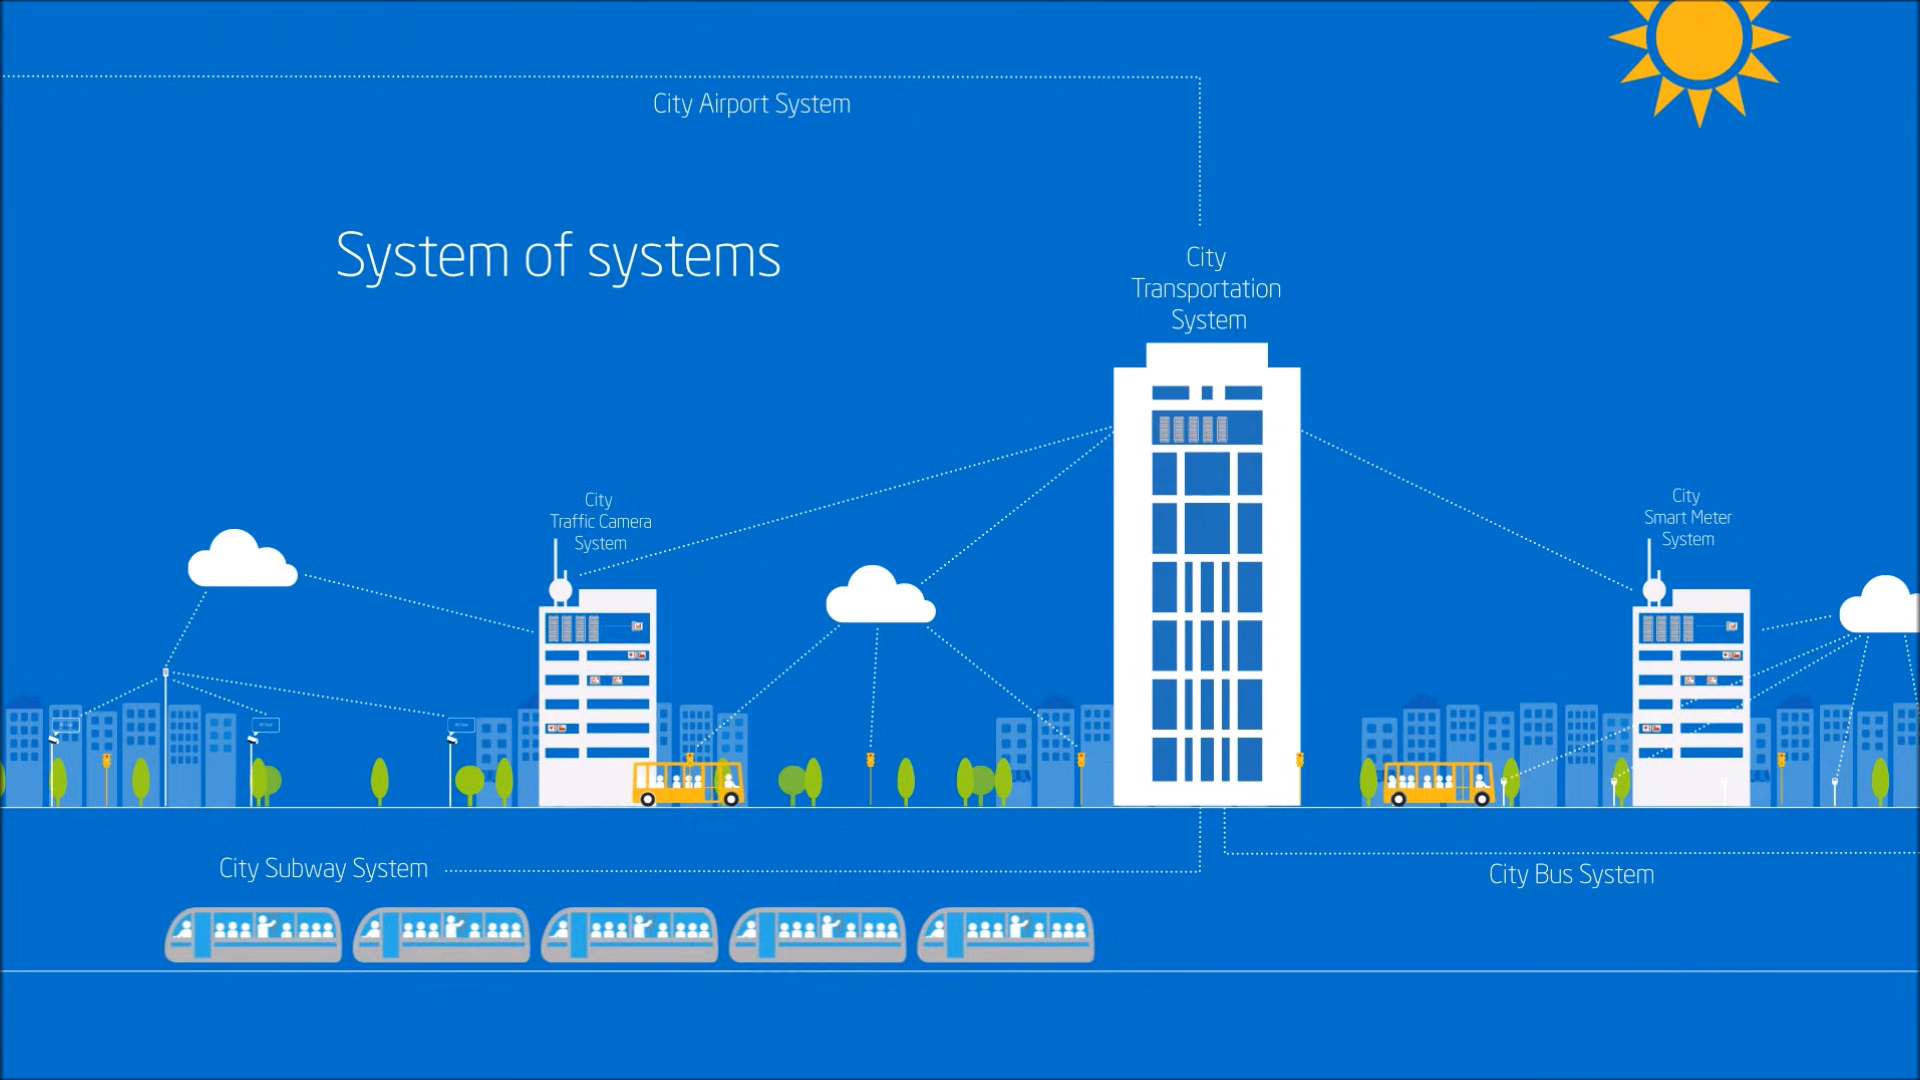 City Airport System
System of systems
City
Transportation
System
City
Traffic Camera
System
City
Smart Meter
System
City Subway System
City Bus System